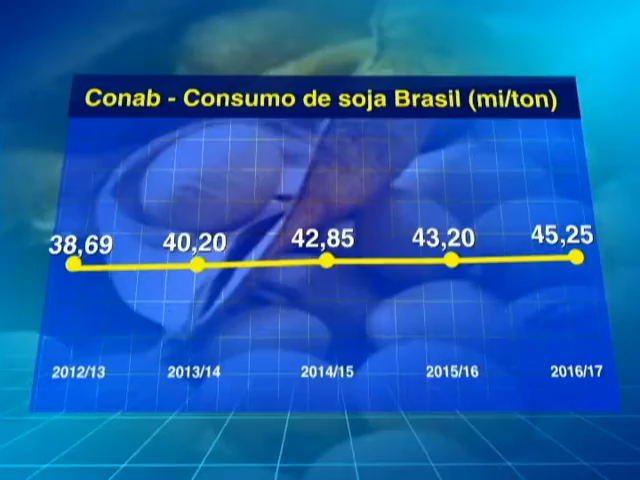 Conab - Consumo de soja Brasil (mi/ton)
38,69 40,20 42,85 43,20 45,25
2012/13 2013/14 2014/15 2015/16 2016/17